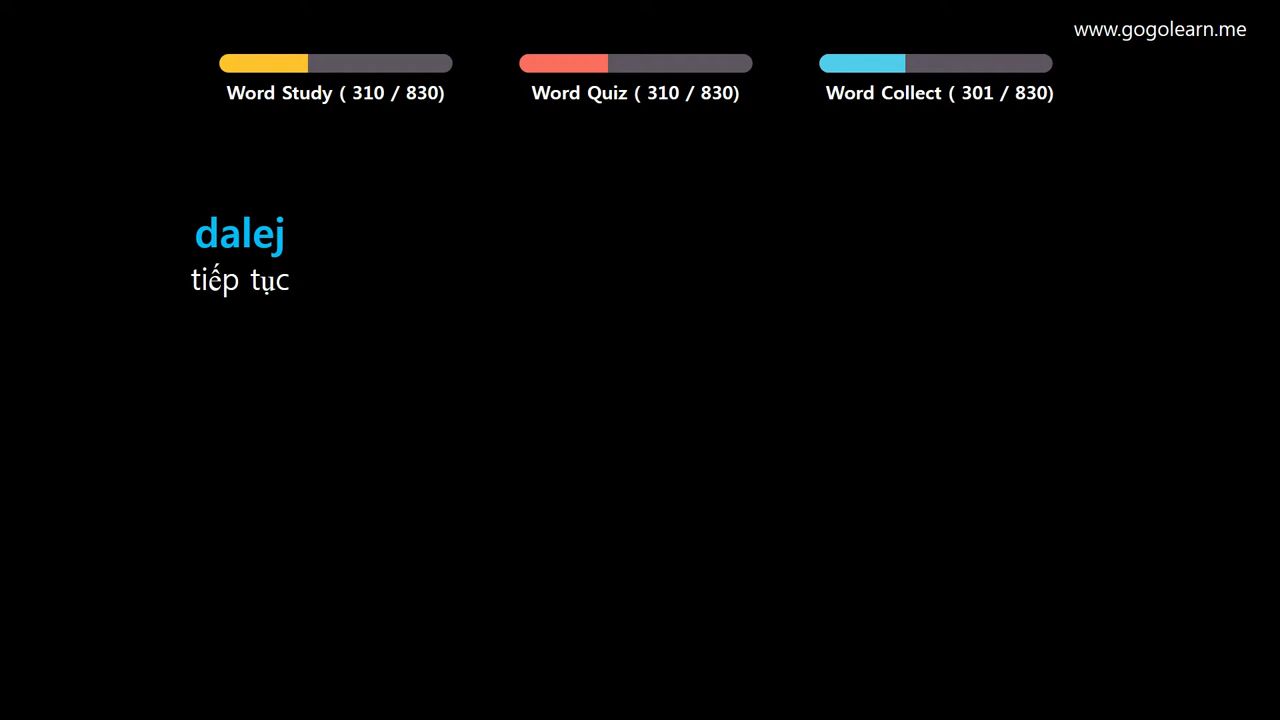 www.gogolearn.me
Word Study ( 310 / 830)
Word Quiz ( 310 / 830)
Word Collect ( 301 / 830)
dalej
tiếp tục